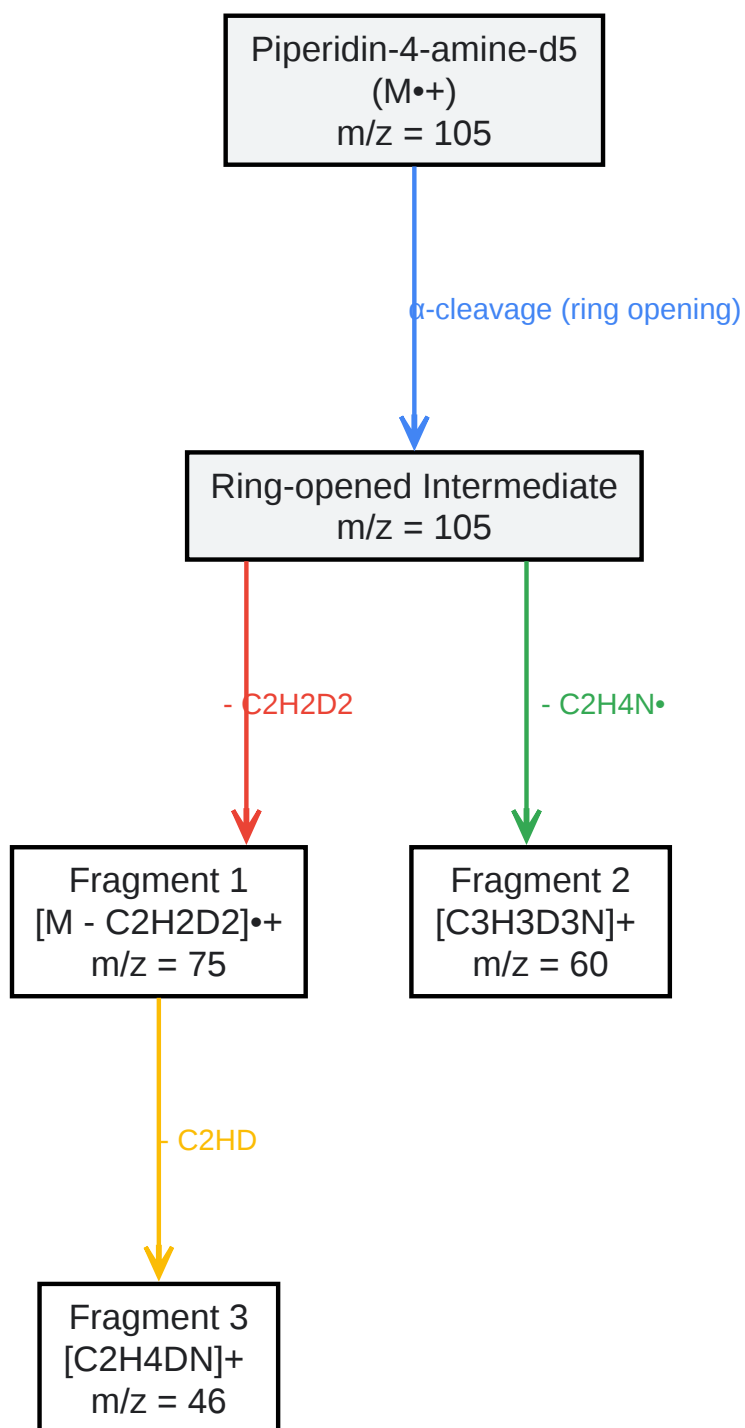 Piperidin-4-amine-d5
(M•+)
m/z = 105
α-cleavage (ring opening)
Ring-opened Intermediate
m/z = 105
- C2H2D2
- C2H4N•
Fragment 1
[M - C2H2D2]•+
m/z = 75
Fragment 2
[C3H3D3N]+
m/z = 60
- C2HD
Fragment 3
[C2H4DN]+
m/z = 46